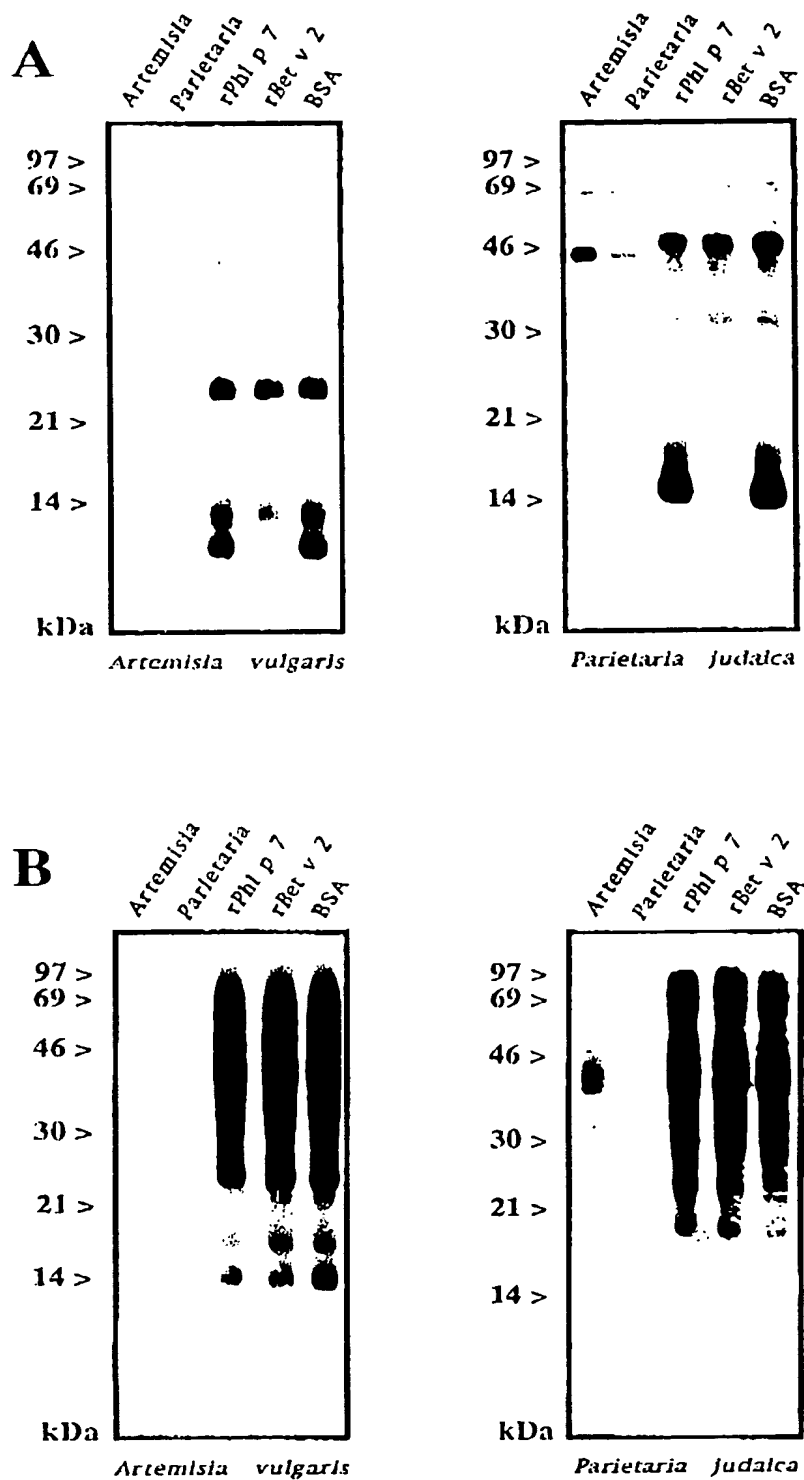 A
Artemisia Parietaria rPhl p 7 rBet v 2 BSA
97 >
69 >
46 >
30 >
21 >
14 >
kDa
Artemisia vulgaris
Artemisia Parietaria rPhl p 7 rBet v 2 BSA
97 >
69 >
46 >
30 >
21 >
14 >
kDa
Parietaria judaica
B
Artemisia Parietaria rPhl p 7 rBet v 2 BSA
97 >
69 >
46 >
30 >
21 >
14 >
kDa
Artemisia vulgaris
Artemisia Parietaria rPhl p 7 rBet v 2 BSA
97 >
69 >
46 >
30 >
21 >
14 >
kDa
Parietaria judaica